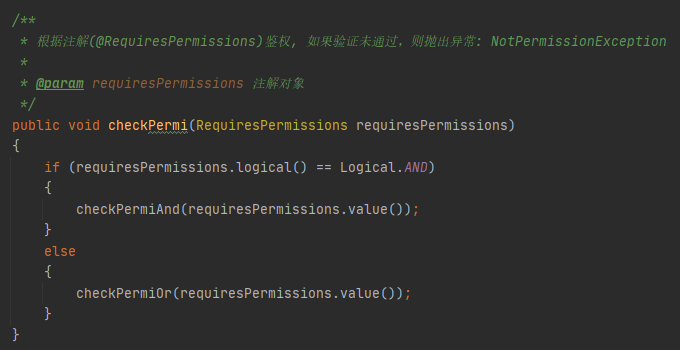 /**
 * 根据注解(@RequiresPermissions)鉴权, 如果验证未通过，则抛出异常: NotPermissionException
 *
 * @param requiresPermissions 注解对象
 */
public void checkPermi(RequiresPermissions requiresPermissions)
{
    if (requiresPermissions.logical() == Logical.AND)
    {
        checkPermiAnd(requiresPermissions.value());
    }
    else
    {
        checkPermiOr(requiresPermissions.value());
    }
}